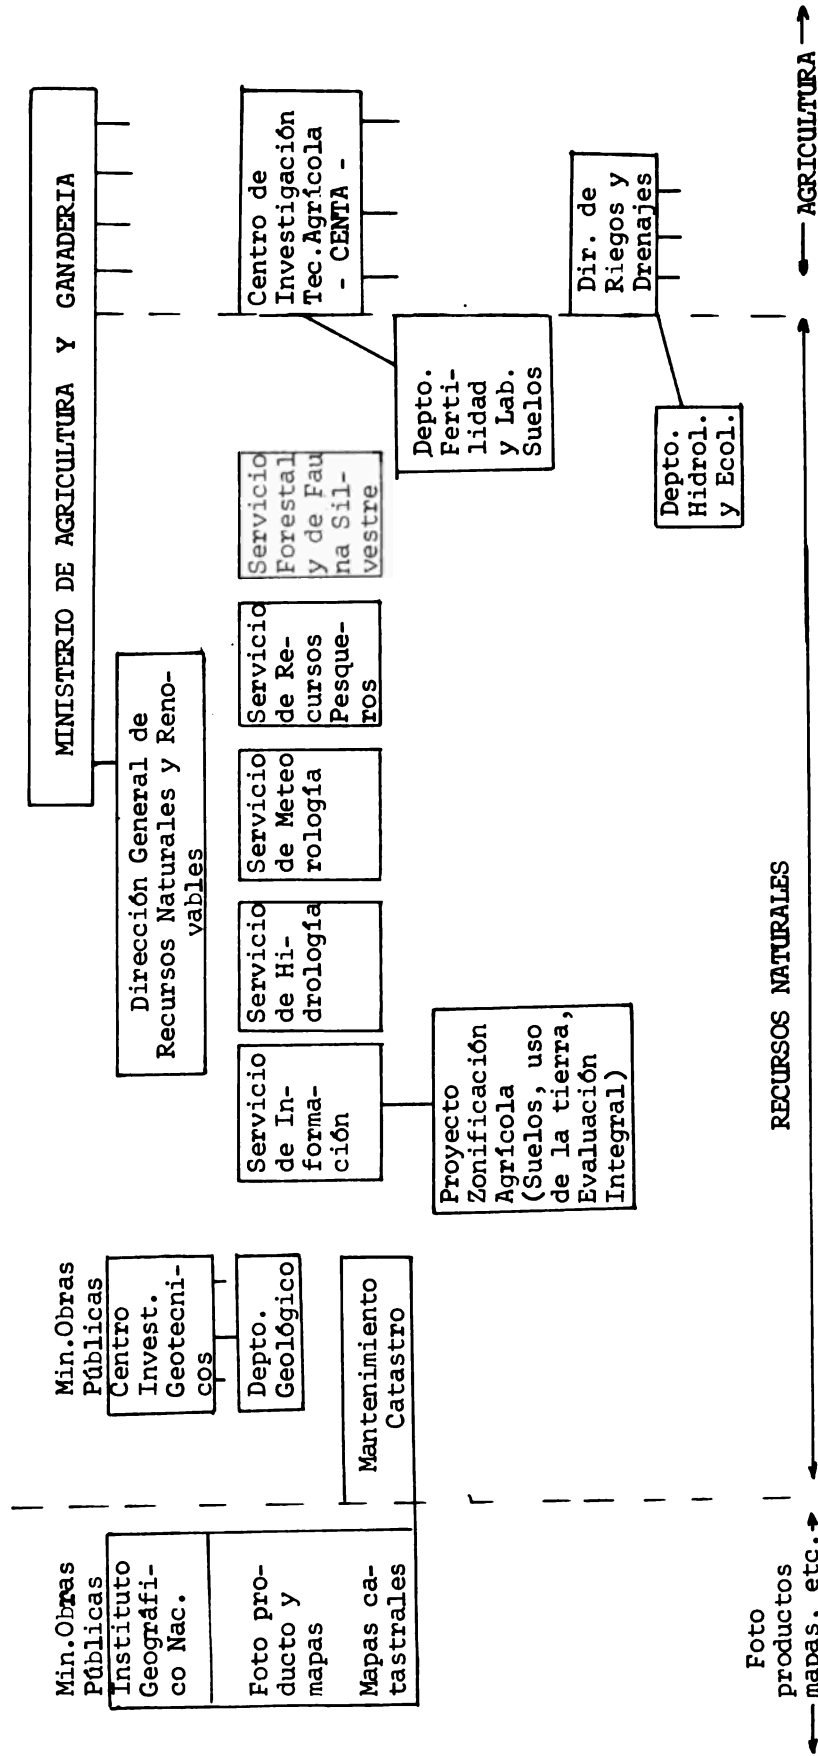 MINISTERIO DE AGRICULTURA Y GANADERIA
Min.Obras
Públicas
Instituto
Geográfi-
co Nac.
Foto pro-
ducto y
mapas
Mapas ca-
tastrales
Min.Obras
Públicas
Centro
Invest.
Geotecni-
cos
Depto.
Geológico
Mantenimiento
Catastro
Dirección General de
Recursos Naturales y Reno-
vables
Servicio
de In-
forma-
ción
Servicio
de Hi-
drología
Servicio
de Meteo
rología
Servicio
de Re-
cursos
Pesque-
ros
Servicio
Forestal
y de Fau
na Sil-
vestre
Proyecto
Zonificación
Agrícola
(Suelos, uso
de la tierra,
Evaluación
Integral)
Centro de
Investigación
Tec.Agrícola
- CENTA -
Depto.
Ferti-
lidad
y Lab.
Suelos
Dir. de
Riegos y
Drenajes
Depto.
Hidrol.
y Ecol.
Foto
productos
mapas, etc.
RECURSOS NATURALES
AGRICULTURA